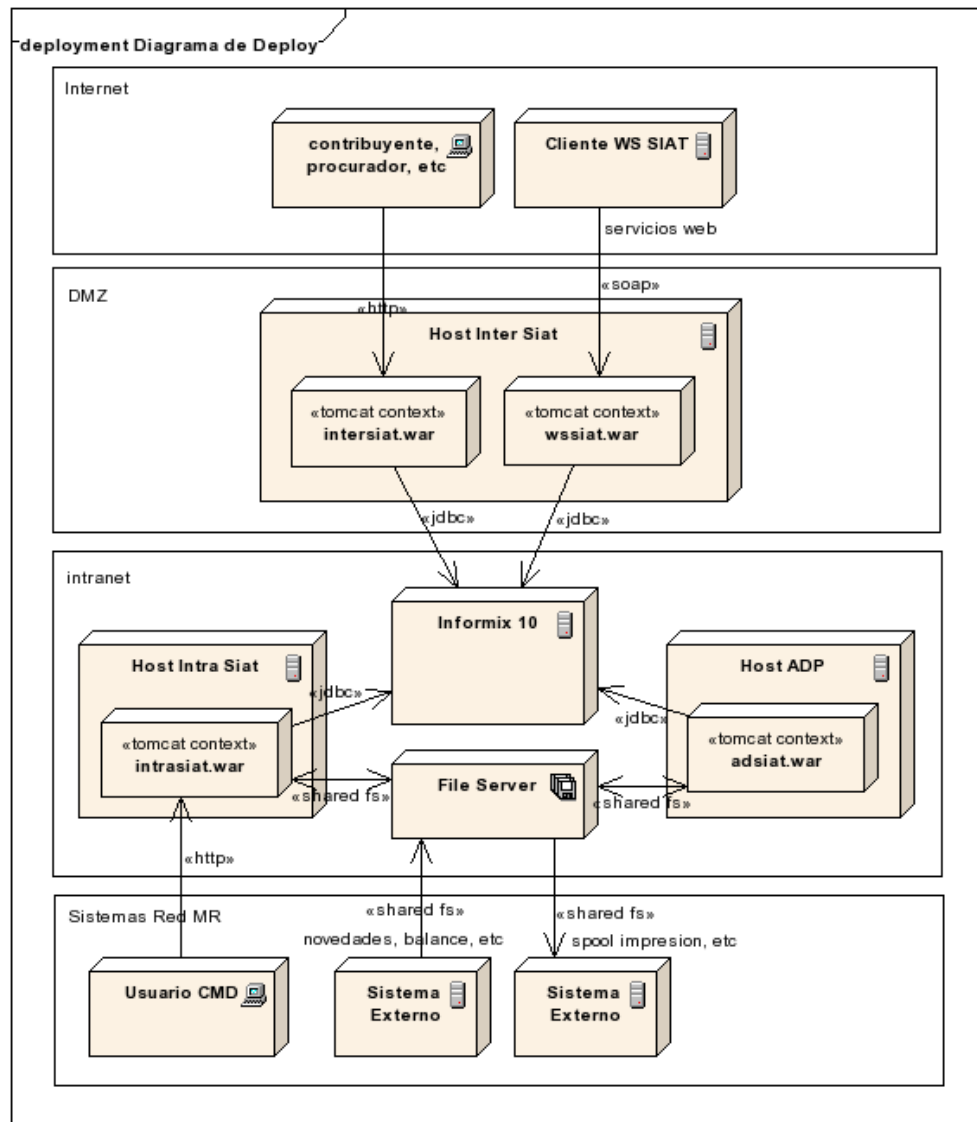 deployment Diagrama de Deploy
Internet
contribuyente,
procurador, etc
Cliente WS SIAT
servicios web
DMZ
«http»
«soap»
Host Inter Siat
«tomcat context»
intersiat.war
«tomcat context»
wssiat.war
«jdbc»
«jdbc»
intranet
Informix 10
Host Intra Siat
Host ADP
«jdbc»
«jdbc»
«tomcat context»
intrasiat.war
«tomcat context»
adsiat.war
File Server
«shared fs»
«shared fs»
«http»
Sistemas Red MR
«shared fs»
novedades, balance, etc
«shared fs»
spool impresion, etc
Usuario CMD
Sistema
Externo
Sistema
Externo